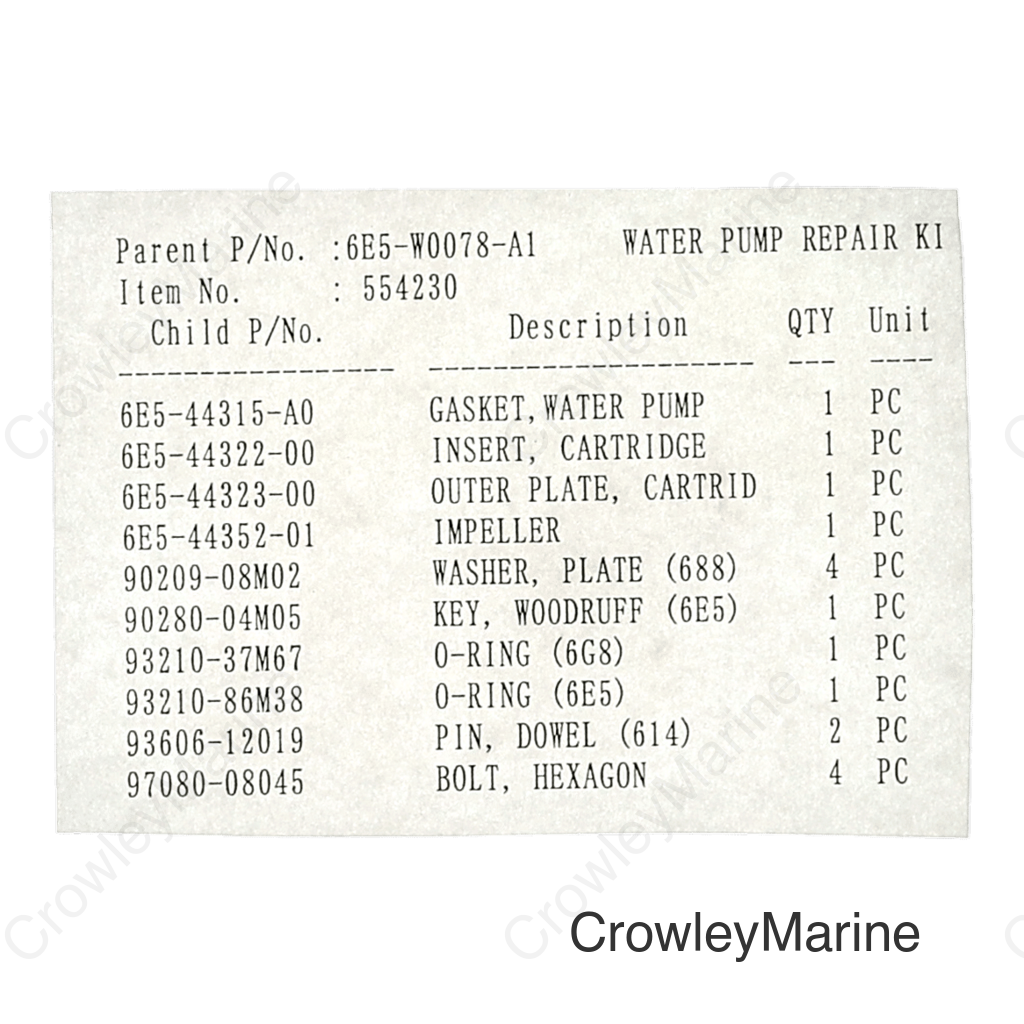 Parent P/No. :6E5-W0078-A1 WATER PUMP REPAIR KI
Item No. : 554230
Child P/No. Description QTY Unit
----------------- -------------------- --- ----
6E5-44315-A0 GASKET,WATER PUMP 1 PC
6E5-44322-00 INSERT, CARTRIDGE 1 PC
6E5-44323-00 OUTER PLATE, CARTRID 1 PC
6E5-44352-01 IMPELLER 1 PC
90209-08M02 WASHER, PLATE (688) 4 PC
90280-04M05 KEY, WOODRUFF (6E5) 1 PC
93210-37M67 O-RING (6G8) 1 PC
93210-86M38 O-RING (6E5) 1 PC
93606-12019 PIN, DOWEL (614) 2 PC
97080-08045 BOLT, HEXAGON 4 PC
CrowleyMarine